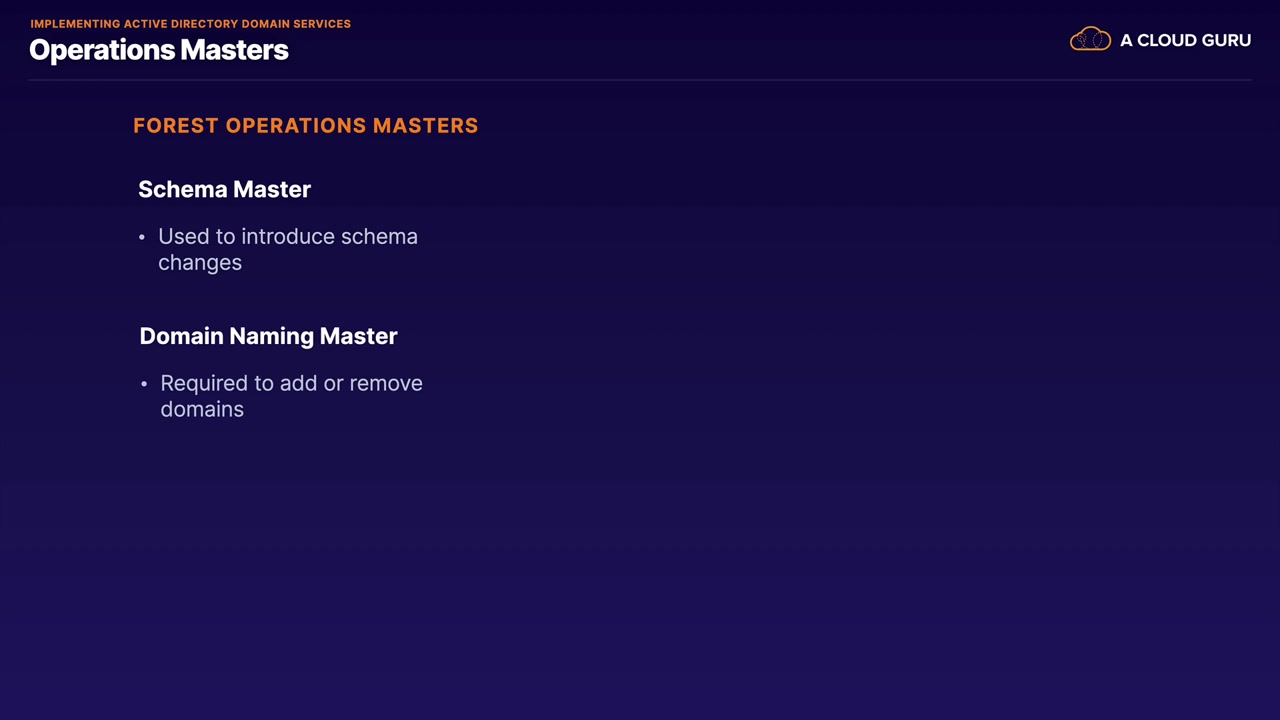 IMPLEMENTING ACTIVE DIRECTORY DOMAIN SERVICES
Operations Masters
A CLOUD GURU
FOREST OPERATIONS MASTERS
Schema Master
• Used to introduce schema
changes
Domain Naming Master
• Required to add or remove
domains